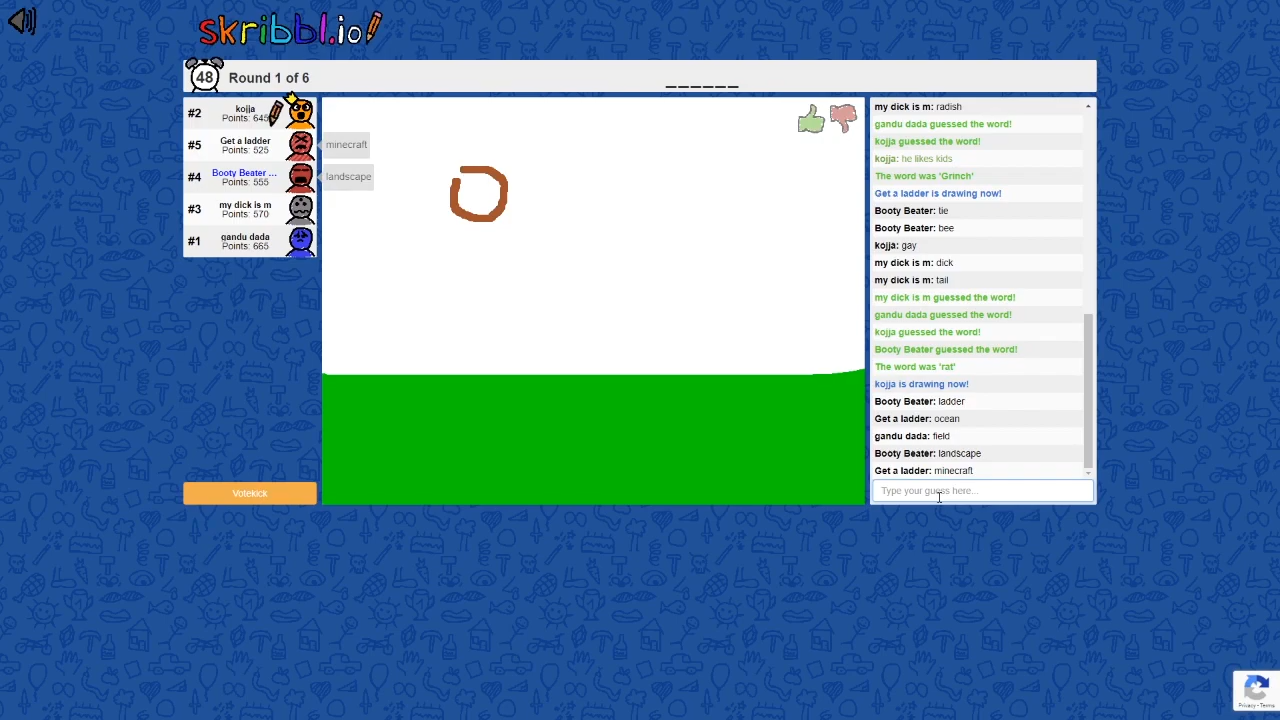 skribbl.io
48
Round 1 of 6
______
#2
kojja
Points: 645
#5
Get a ladder
Points: 525
#4
Booty Beater ...
Points: 555
#3
my dick is m
Points: 570
#1
gandu dada
Points: 665
Votekick
minecraft
landscape
my dick is m: radish
gandu dada guessed the word!
kojja guessed the word!
kojja: he likes kids
The word was 'Grinch'
Get a ladder is drawing now!
Booty Beater: tie
Booty Beater: bee
kojja: gay
my dick is m: dick
my dick is m: tail
my dick is m guessed the word!
gandu dada guessed the word!
kojja guessed the word!
Booty Beater guessed the word!
The word was 'rat'
kojja is drawing now!
Booty Beater: ladder
Get a ladder: ocean
gandu dada: field
Booty Beater: landscape
Get a ladder: minecraft
Type your guess here...
Privacy - Terms